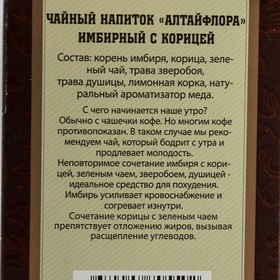 ЧАЙНЫЙ НАПИТОК «АЛТАЙФЛОРА»
ИМБИРНЫЙ С КОРИЦЕЙ
Состав: корень имбиря, корица, зеле-
ный чай, трава зверобоя,
трава душицы, лимонная корка, нату-
ральный ароматизатор меда.
С чего начинается наше утро?
Обычно с чашечки кофе. Но многим кофе
противопоказан. В таком случае мы реко-
мендуем чай, который бодрит с утра и
продлевает молодость.
Неповторимое сочетание имбиря с кори-
цей, зеленым чаем, зверобоем, душицей -
идеальное средство для похудения.
Имбирь усиливает кровоснабжение и
согревает изнутри.
Сочетание корицы с зеленым чаем
препятствует отложению жиров, вызывая
расщепление углеводов.